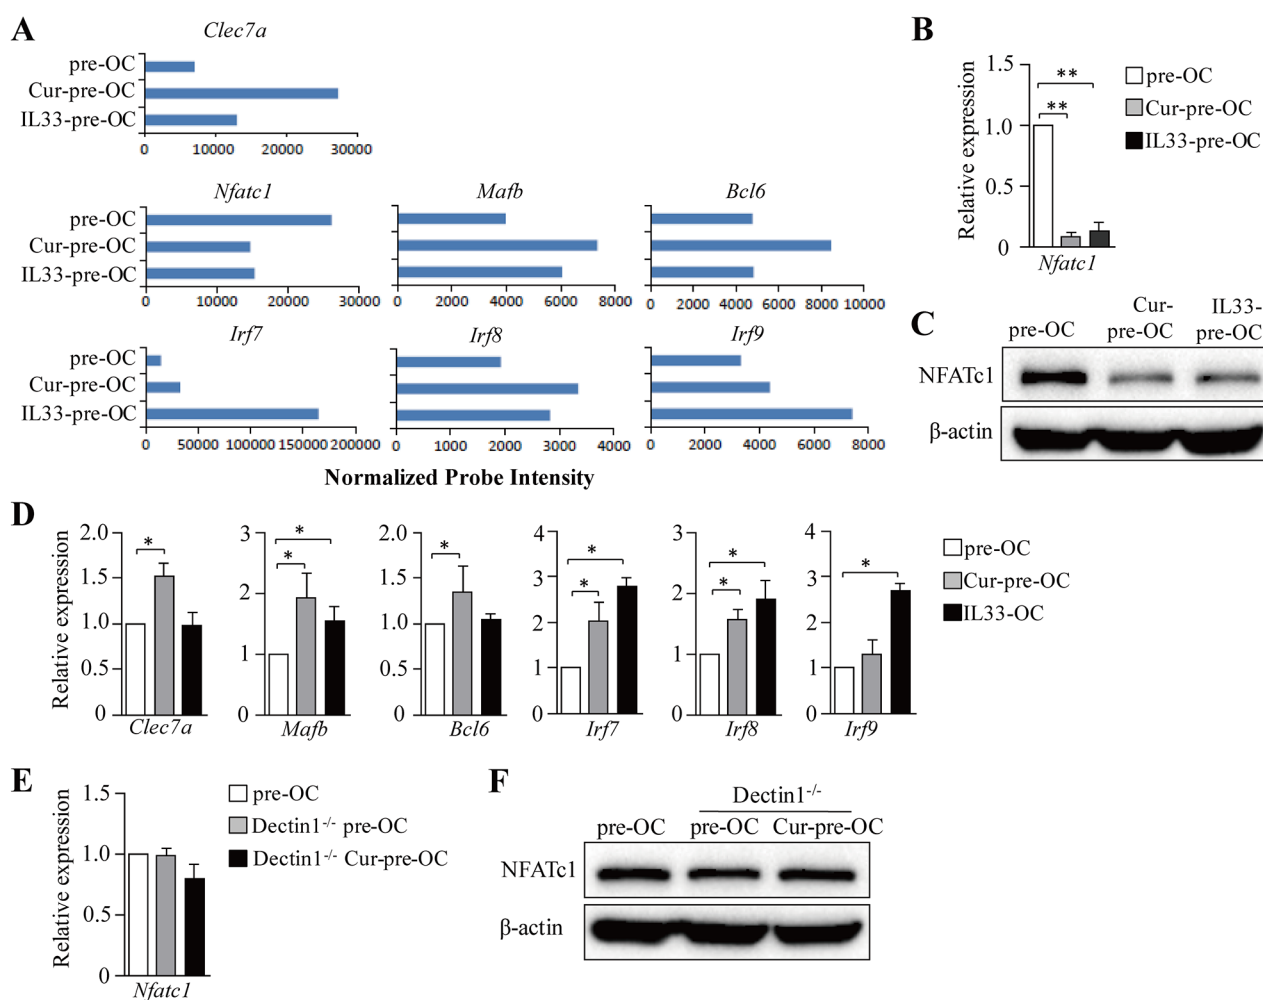 A
Clec7a
pre-OC
Cur-pre-OC
IL33-pre-OC
0 10000 20000 30000
Nfatc1 Mafb Bcl6
pre-OC
Cur-pre-OC
IL33-pre-OC
0 10000 20000 30000 0 2000 4000 6000 8000 0 2000 4000 6000 8000 10000
Irf7 Irf8 Irf9
pre-OC
Cur-pre-OC
IL33-pre-OC
0 50000 100000 150000 200000 0 1000 2000 3000 4000 0 2000 4000 6000 8000
Normalized Probe Intensity
B
Relative expression
1.5
1.0
0.5
0
** 
**
Nfatc1
pre-OC
Cur-pre-OC
IL33-pre-OC
C
pre-OC Cur-pre-OC IL33-pre-OC
NFATc1
β-actin
D
Relative expression
2.0
1.5
1.0
0.5
0
*
Clec7a
3
2
1
0
*
*
Mafb
2.0
1.5
1.0
0.5
0
*
Bcl6
4
3
2
1
0
*
*
Irf7
3
2
1
0
*
*
Irf8
4
3
2
1
0
*
Irf9
pre-OC
Cur-pre-OC
IL33-OC
E
Relative expression
1.5
1.0
0.5
0
Nfatc1
pre-OC
Dectin1-/- pre-OC
Dectin1-/- Cur-pre-OC
F
Dectin1-/-
pre-OC pre-OC Cur-pre-OC
NFATc1
β-actin